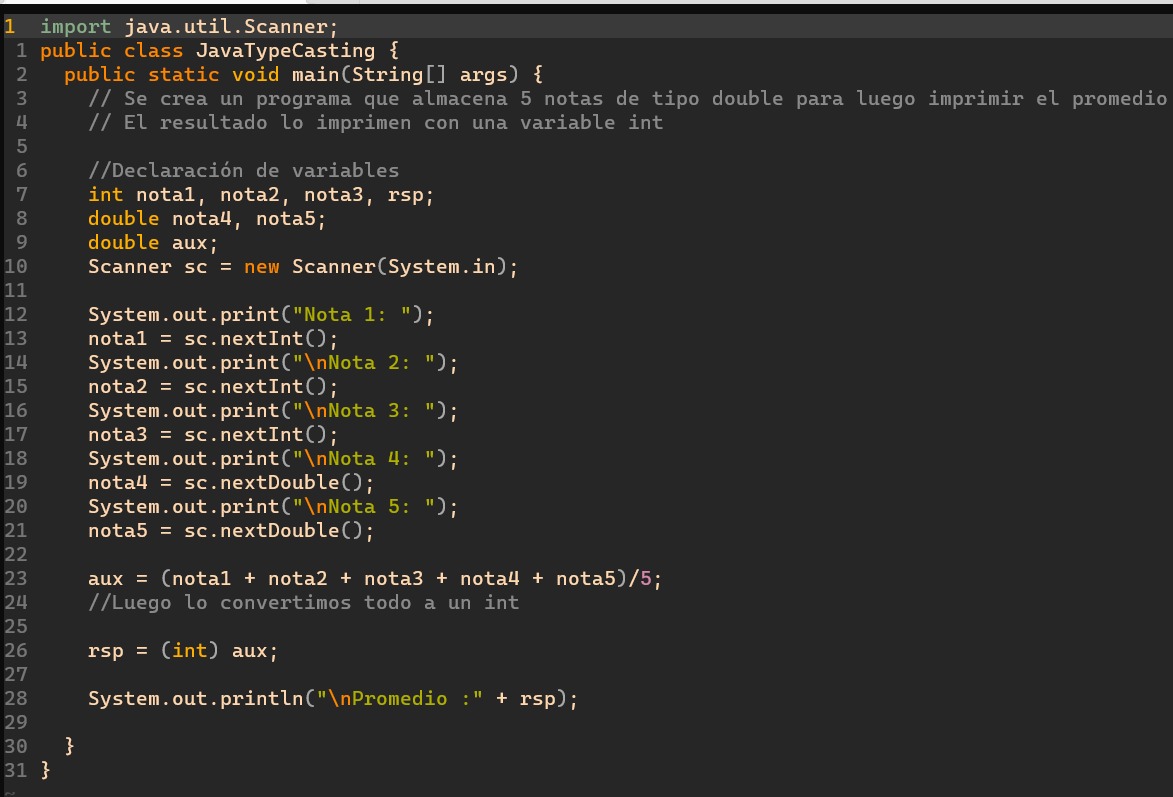 1  import java.util.Scanner;
 1 public class JavaTypeCasting {
 2   public static void main(String[] args) {
 3     // Se crea un programa que almacena 5 notas de tipo double para luego imprimir el promedio
 4     // El resultado lo imprimen con una variable int
 5
 6     //Declaración de variables
 7     int nota1, nota2, nota3, rsp;
 8     double nota4, nota5;
 9     double aux;
10     Scanner sc = new Scanner(System.in);
11
12     System.out.print("Nota 1: ");
13     nota1 = sc.nextInt();
14     System.out.print("\nNota 2: ");
15     nota2 = sc.nextInt();
16     System.out.print("\nNota 3: ");
17     nota3 = sc.nextInt();
18     System.out.print("\nNota 4: ");
19     nota4 = sc.nextDouble();
20     System.out.print("\nNota 5: ");
21     nota5 = sc.nextDouble();
22
23     aux = (nota1 + nota2 + nota3 + nota4 + nota5)/5;
24     //Luego lo convertimos todo a un int
25
26     rsp = (int) aux;
27
28     System.out.println("\nPromedio :" + rsp);
29
30   }
31 }
~